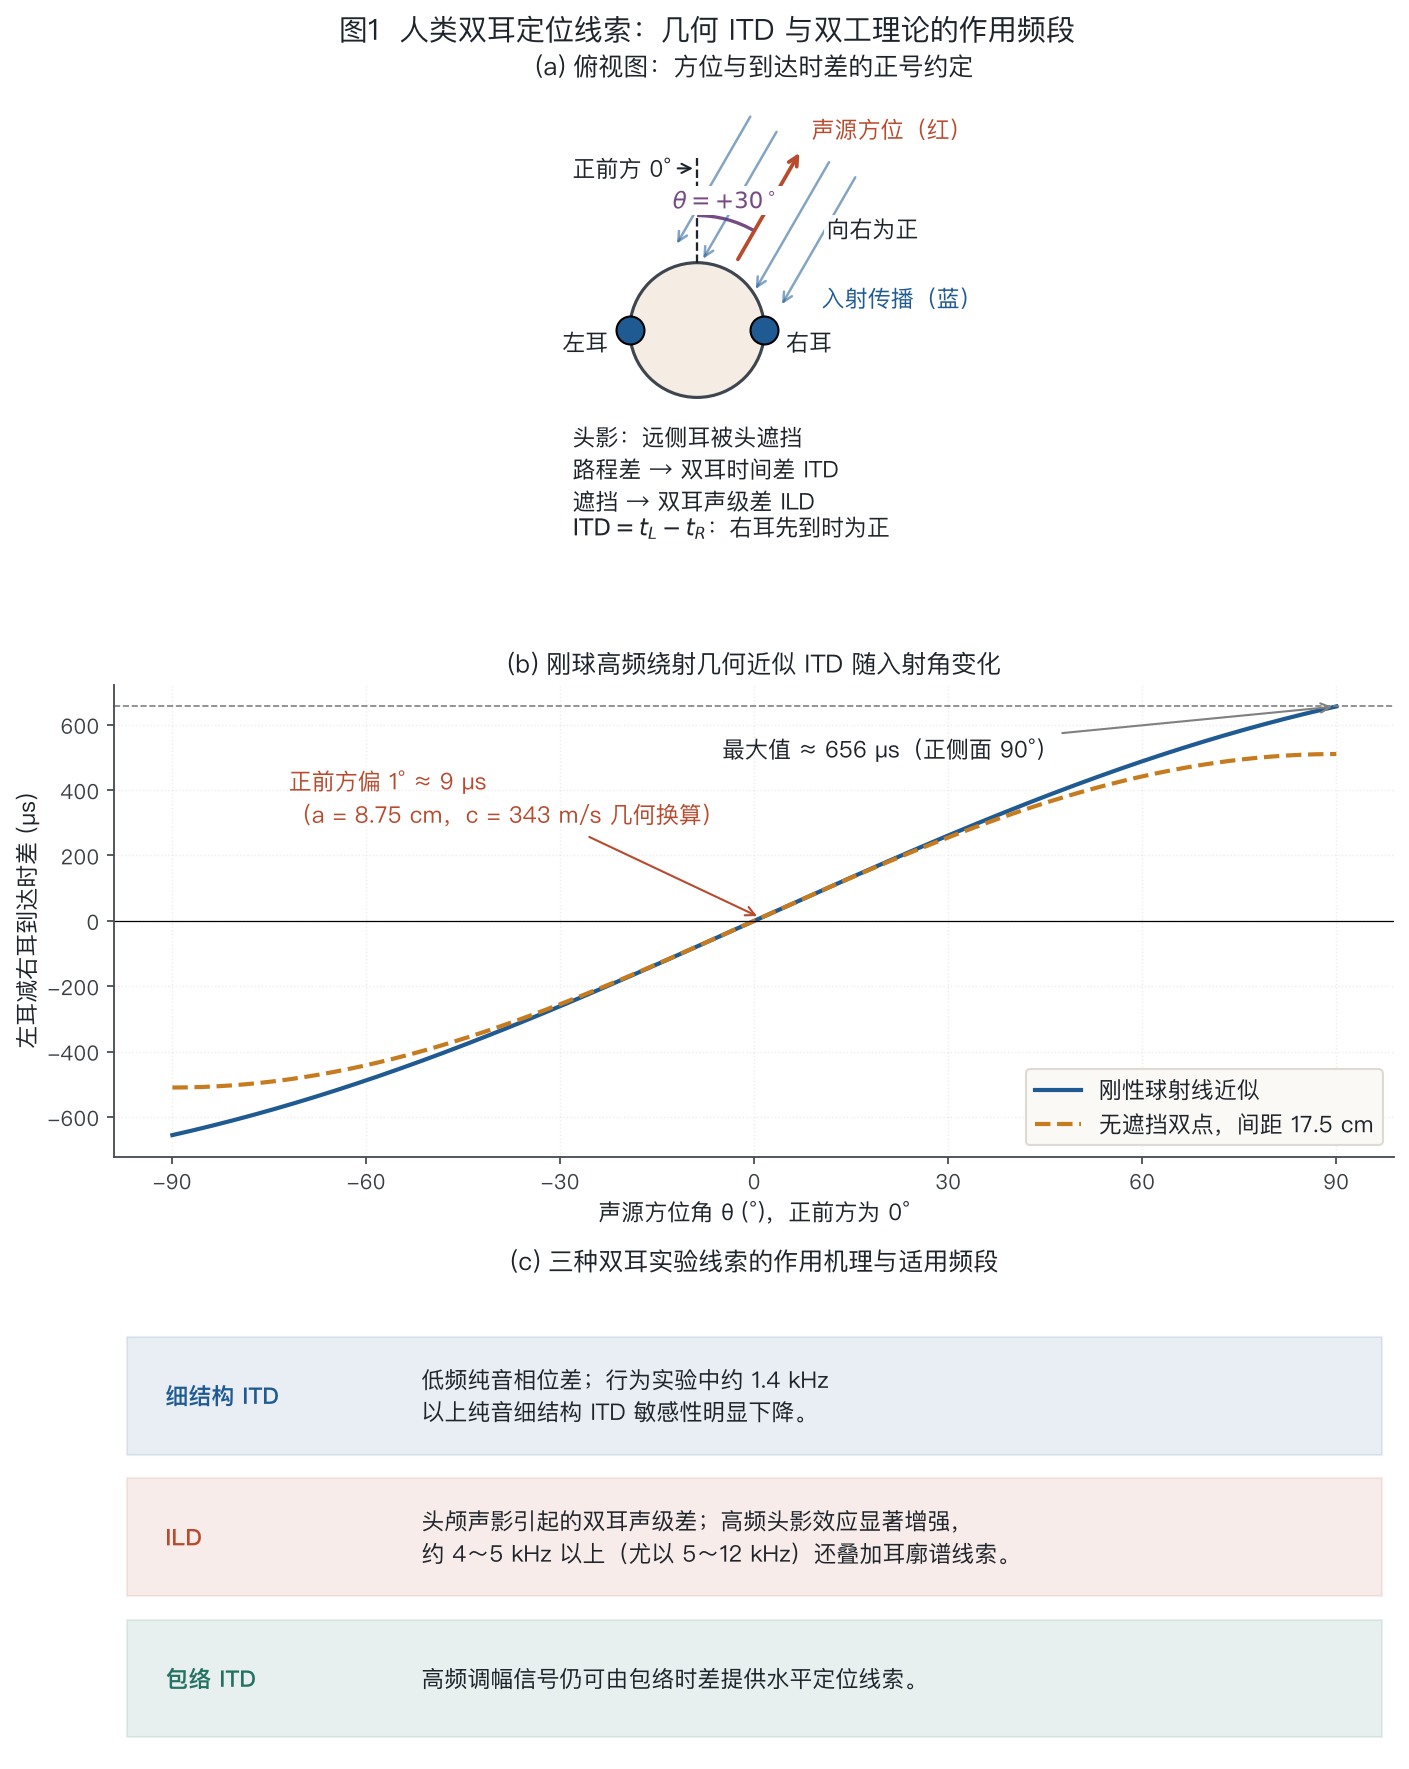 图1 人类双耳定位线索：几何 ITD 与双工理论的作用频段
(a) 俯视图：方位与到达时差的正号约定
声源方位（红）
正前方 0°
θ = +30°
向右为正
入射传播（蓝）
左耳
右耳
头影：远侧耳被头遮挡
路程差 → 双耳时间差 ITD
遮挡 → 双耳声级差 ILD
ITD = t_L − t_R：右耳先到时为正
(b) 刚球高频绕射几何近似 ITD 随入射角变化
左耳减右耳到达时差 (μs)
600
400
200
0
−200
−400
−600
最大值 ≈ 656 μs（正侧面 90°）
正前方偏 1° ≈ 9 μs
（a = 8.75 cm，c = 343 m/s 几何换算）
刚性球射线近似
无遮挡双点，间距 17.5 cm
−90
−60
−30
0
30
60
90
声源方位角 θ (°)，正前方为 0°
(c) 三种双耳实验线索的作用机理与适用频段
细结构 ITD
低频纯音相位差；行为实验中约 1.4 kHz
以上纯音细结构 ITD 敏感性明显下降。
ILD
头颅声影引起的双耳声级差；高频头影效应显著增强，
约 4～5 kHz 以上（尤以 5～12 kHz）还叠加耳廓谱线索。
包络 ITD
高频调幅信号仍可由包络时差提供水平定位线索。